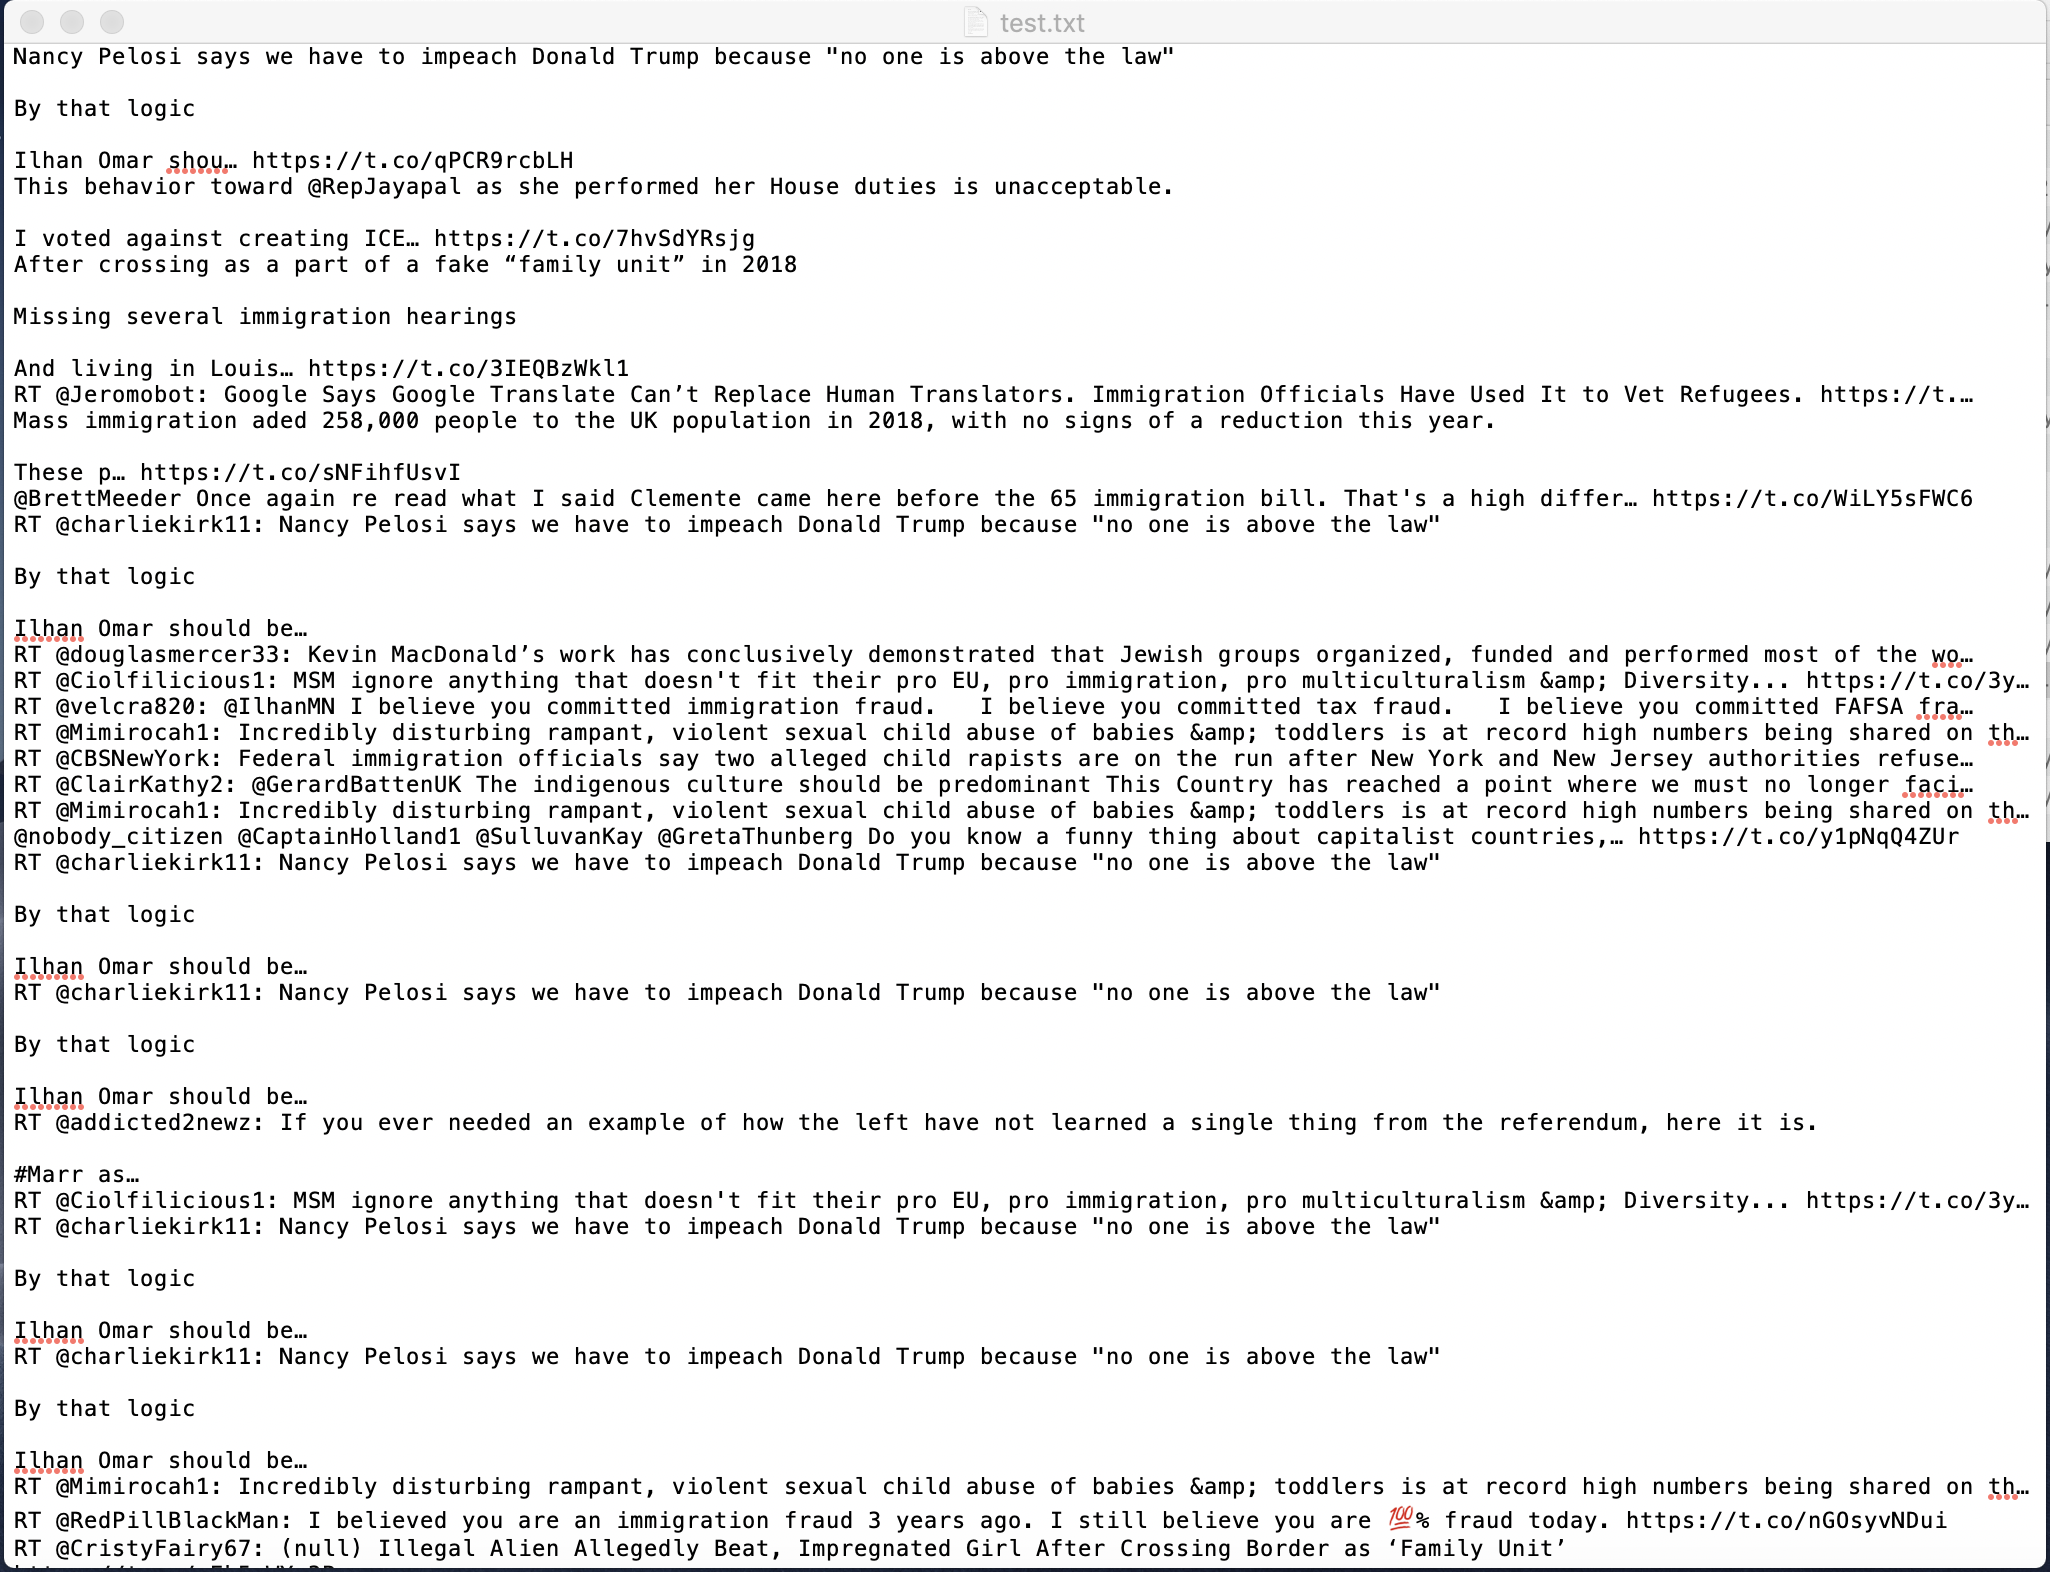 test.txt
Nancy Pelosi says we have to impeach Donald Trump because "no one is above the law"
By that logic
Ilhan Omar shou… https://t.co/qPCR9rcbLH
This behavior toward @RepJayapal as she performed her House duties is unacceptable.
I voted against creating ICE… https://t.co/7hvSdYRsjg
After crossing as a part of a fake “family unit” in 2018
Missing several immigration hearings
And living in Louis… https://t.co/3IEQBzWkl1
RT @Jeromobot: Google Says Google Translate Can’t Replace Human Translators. Immigration Officials Have Used It to Vet Refugees. https://t.…
Mass immigration aded 258,000 people to the UK population in 2018, with no signs of a reduction this year.
These p… https://t.co/sNFihfUsvI
@BrettMeeder Once again re read what I said Clemente came here before the 65 immigration bill. That's a high differ… https://t.co/WiLY5sFWC6
RT @charliekirk11: Nancy Pelosi says we have to impeach Donald Trump because "no one is above the law"
By that logic
Ilhan Omar should be…
RT @douglasmercer33: Kevin MacDonald’s work has conclusively demonstrated that Jewish groups organized, funded and performed most of the wo…
RT @Ciolfilicious1: MSM ignore anything that doesn't fit their pro EU, pro immigration, pro multiculturalism &amp; Diversity... https://t.co/3y…
RT @velcra820: @IlhanMN I believe you committed immigration fraud.   I believe you committed tax fraud.   I believe you committed FAFSA fra…
RT @Mimirocah1: Incredibly disturbing rampant, violent sexual child abuse of babies &amp; toddlers is at record high numbers being shared on th…
RT @CBSNewYork: Federal immigration officials say two alleged child rapists are on the run after New York and New Jersey authorities refuse…
RT @ClairKathy2: @GerardBattenUK The indigenous culture should be predominant This Country has reached a point where we must no longer faci…
RT @Mimirocah1: Incredibly disturbing rampant, violent sexual child abuse of babies &amp; toddlers is at record high numbers being shared on th…
@nobody_citizen @CaptainHolland1 @SulluvanKay @GretaThunberg Do you know a funny thing about capitalist countries,… https://t.co/y1pNqQ4ZUr
RT @charliekirk11: Nancy Pelosi says we have to impeach Donald Trump because "no one is above the law"
By that logic
Ilhan Omar should be…
RT @charliekirk11: Nancy Pelosi says we have to impeach Donald Trump because "no one is above the law"
By that logic
Ilhan Omar should be…
RT @addicted2newz: If you ever needed an example of how the left have not learned a single thing from the referendum, here it is.
#Marr as…
RT @Ciolfilicious1: MSM ignore anything that doesn't fit their pro EU, pro immigration, pro multiculturalism &amp; Diversity... https://t.co/3y…
RT @charliekirk11: Nancy Pelosi says we have to impeach Donald Trump because "no one is above the law"
By that logic
Ilhan Omar should be…
RT @charliekirk11: Nancy Pelosi says we have to impeach Donald Trump because "no one is above the law"
By that logic
Ilhan Omar should be…
RT @Mimirocah1: Incredibly disturbing rampant, violent sexual child abuse of babies &amp; toddlers is at record high numbers being shared on th…
RT @RedPillBlackMan: I believed you are an immigration fraud 3 years ago. I still believe you are 💯% fraud today. https://t.co/nGOsyvNDui
RT @CristyFairy67: (null) Illegal Alien Allegedly Beat, Impregnated Girl After Crossing Border as ‘Family Unit’